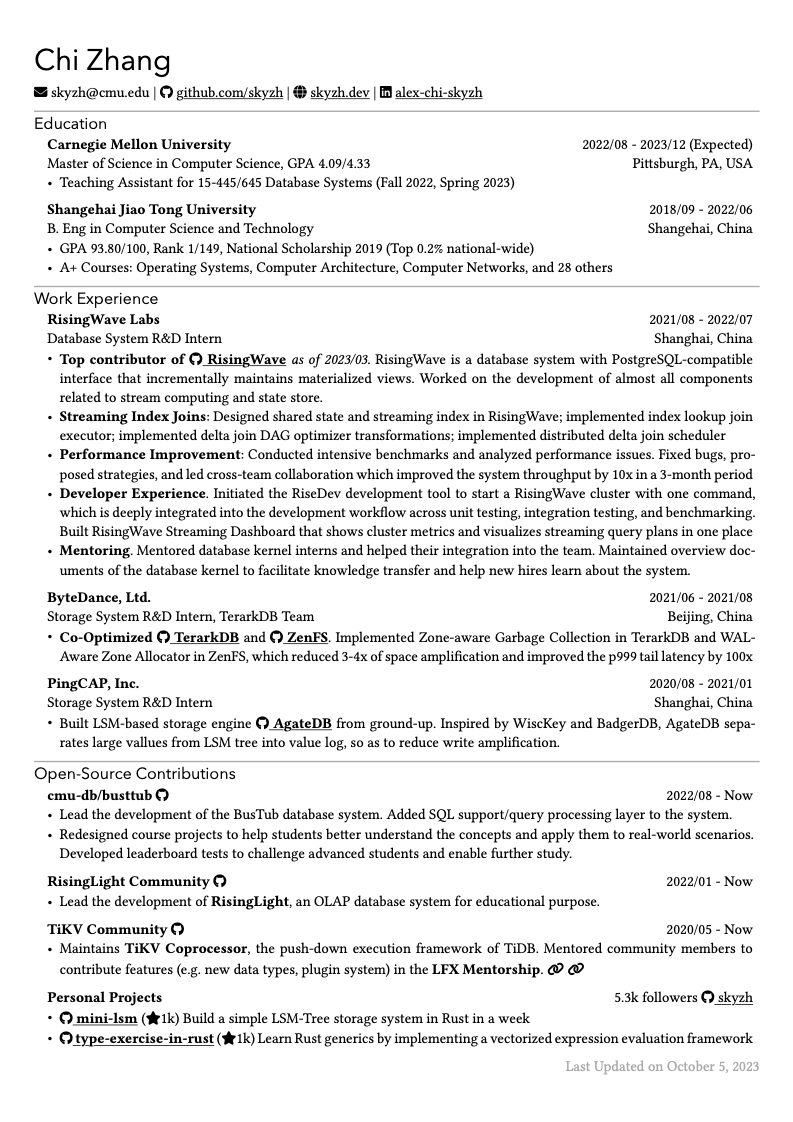 Chi Zhang
skyzh@cmu.edu | github.com/skyzh | skyzh.dev | alex-chi-skyzh
Education
Carnegie Mellon University 2022/08 - 2023/12 (Expected)
Master of Science in Computer Science, GPA 4.09/4.33 Pittsburgh, PA, USA
• Teaching Assistant for 15-445/645 Database Systems (Fall 2022, Spring 2023)
Shangehai Jiao Tong University 2018/09 - 2022/06
B. Eng in Computer Science and Technology Shangehai, China
• GPA 93.80/100, Rank 1/149, National Scholarship 2019 (Top 0.2% national-wide)
• A+ Courses: Operating Systems, Computer Architecture, Computer Networks, and 28 others
Work Experience
RisingWave Labs 2021/08 - 2022/07
Database System R&D Intern Shanghai, China
• Top contributor of RisingWave as of 2023/03. RisingWave is a database system with PostgreSQL-compatible
interface that incrementally maintains materialized views. Worked on the development of almost all components
related to stream computing and state store.
• Streaming Index Joins: Designed shared state and streaming index in RisingWave; implemented index lookup join
executor; implemented delta join DAG optimizer transformations; implemented distributed delta join scheduler
• Performance Improvement: Conducted intensive benchmarks and analyzed performance issues. Fixed bugs, pro-
posed strategies, and led cross-team collaboration which improved the system throughput by 10x in a 3-month period
• Developer Experience. Initiated the RiseDev development tool to start a RisingWave cluster with one command,
which is deeply integrated into the development workflow across unit testing, integration testing, and benchmarking.
Built RisingWave Streaming Dashboard that shows cluster metrics and visualizes streaming query plans in one place
• Mentoring. Mentored database kernel interns and helped their integration into the team. Maintained overview doc-
uments of the database kernel to facilitate knowledge transfer and help new hires learn about the system.
ByteDance, Ltd. 2021/06 - 2021/08
Storage System R&D Intern, TerarkDB Team Beijing, China
• Co-Optimized TerarkDB and ZenFS. Implemented Zone-aware Garbage Collection in TerarkDB and WAL-
Aware Zone Allocator in ZenFS, which reduced 3-4x of space amplification and improved the p999 tail latency by 100x
PingCAP, Inc. 2020/08 - 2021/01
Storage System R&D Intern Shanghai, China
• Built LSM-based storage engine AgateDB from ground-up. Inspired by WiscKey and BadgerDB, AgateDB sepa-
rates large vallues from LSM tree into value log, so as to reduce write amplification.
Open-Source Contributions
cmu-db/busttub 2022/08 - Now
• Lead the development of the BusTub database system. Added SQL support/query processing layer to the system.
• Redesigned course projects to help students better understand the concepts and apply them to real-world scenarios.
Developed leaderboard tests to challenge advanced students and enable further study.
RisingLight Community 2022/01 - Now
• Lead the development of RisingLight, an OLAP database system for educational purpose.
TiKV Community 2020/05 - Now
• Maintains TiKV Coprocessor, the push-down execution framework of TiDB. Mentored community members to
contribute features (e.g. new data types, plugin system) in the LFX Mentorship.
Personal Projects 5.3k followers skyzh
• mini-lsm (★1k) Build a simple LSM-Tree storage system in Rust in a week
• type-exercise-in-rust (★1k) Learn Rust generics by implementing a vectorized expression evaluation framework
Last Updated on October 5, 2023